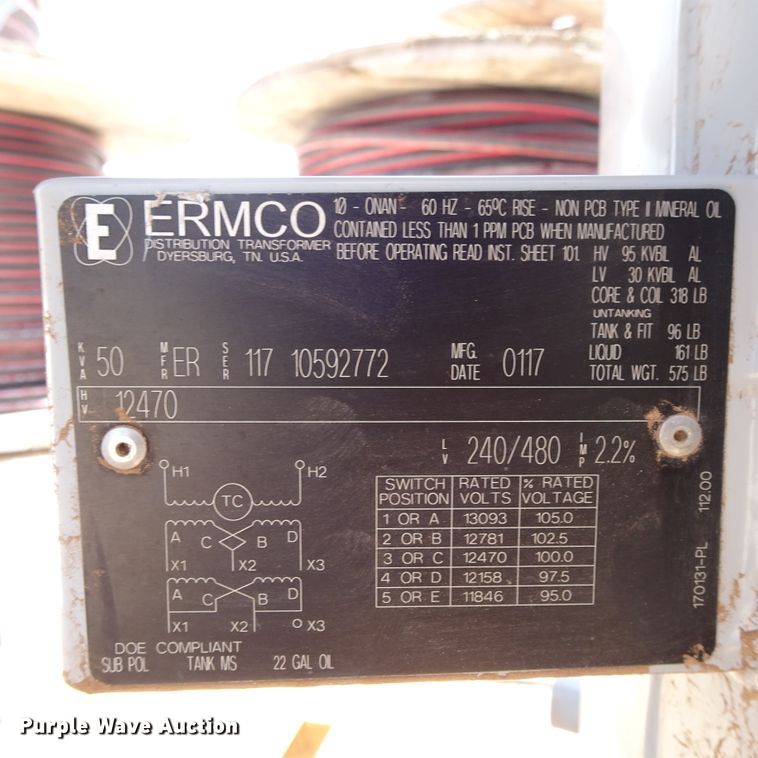 E ERMCO
DISTRIBUTION TRANSFORMER
DYERSBURG, TN. U.S.A.
1Ø - ONAN - 60 HZ - 65ºC RISE - NON PCB TYPE II MINERAL OIL
CONTAINED LESS THAN 1 PPM PCB WHEN MANUFACTURED
BEFORE OPERATING READ INST. SHEET 101. HV 95 KVBIL AL
LV 30 KVBIL AL
CORE & COIL 318 LB
UNTANKING
TANK & FIT 96 LB
LIQUID 161 LB
TOTAL WGT. 575 LB
KVA 50 MFR ER SER 117 10592772 MFG. DATE 0117
HV 12470
LV 240/480 IMP 2.2%
H1 H2
TC
A C B D
X1 X2 X3
A C B D
X1 X2 X3
SWITCH POSITION RATED VOLTS % RATED VOLTAGE
1 OR A 13093 105.0
2 OR B 12781 102.5
3 OR C 12470 100.0
4 OR D 12158 97.5
5 OR E 11846 95.0
170131-PL 112.00
DOE COMPLIANT
SUB POL TANK MS 22 GAL OIL
Purple Wave Auction